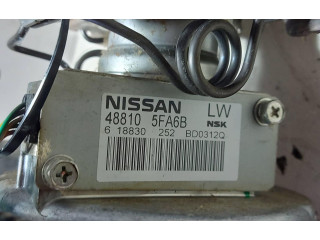 NISSAN LW
48810 5FA6B NSK
6 18830 252 BD0312Q